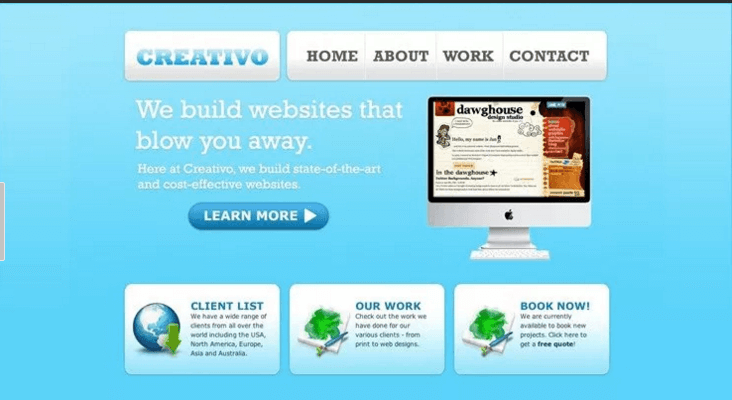 CREATIVO
HOME ABOUT WORK CONTACT
We build websites that
blow you away.
Here at Creativo, we build state-of-the-art
and cost-effective websites.
LEARN MORE
dawghouse
design studio
Hello, my name is Jun
in the dawghouse
CLIENT LIST
We have a wide range of
clients from all over the
world including the USA,
North America, Europe,
Asia and Australia.
OUR WORK
Check out the work we
have done for our
various clients - from
print to web designs.
BOOK NOW!
We are currently
available to book new
projects. Click here to
get a free quote!